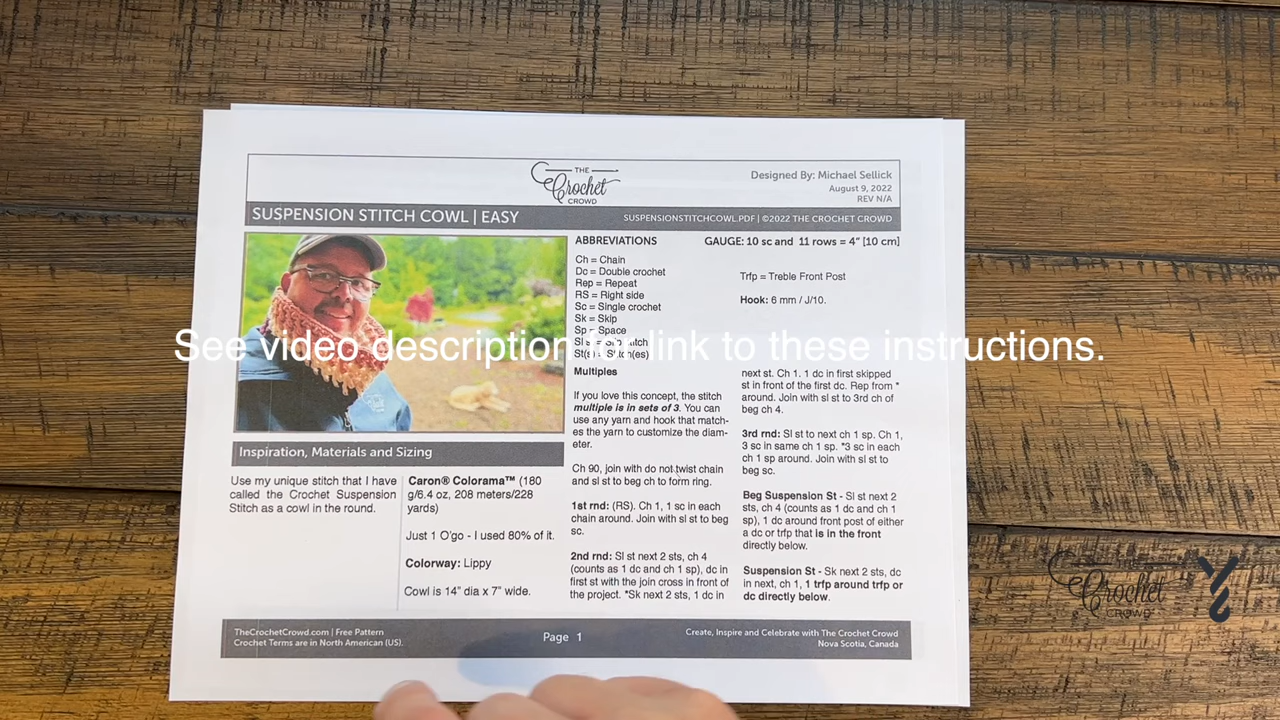 THE
Crochet
CROWD
Designed By: Michael Sellick
August 9, 2022
REV N/A
SUSPENSION STITCH COWL | EASY
SUSPENSIONSTITCHCOWL.PDF | ©2022 THE CROCHET CROWD
ABBREVIATIONS
GAUGE: 10 sc and 11 rows = 4” [10 cm]
Ch = Chain
Dc = Double crochet
Rep = Repeat
RS = Right side
Sc = Single crochet
Sk = Skip
Sp = Space
St(s) = Stitch(es)
Trfp = Treble Front Post
Hook: 6 mm / J/10.
See video description for link to these instructions.
Inspiration, Materials and Sizing
Use my unique stitch that I have
called the Crochet Suspension
Stitch as a cowl in the round.
Caron® Colorama™ (180
g/6.4 oz, 208 meters/228
yards)
Just 1 O'go - I used 80% of it.
Colorway: Lippy
Cowl is 14” dia x 7” wide.
Multiples
If you love this concept, the stitch
multiple is in sets of 3. You can
use any yarn and hook that match-
es the yarn to customize the diam-
eter.
Ch 90, join with do not twist chain
and sl st to beg ch to form ring.
1st rnd: (RS). Ch 1, 1 sc in each
chain around. Join with sl st to beg
sc.
2nd rnd: Sl st next 2 sts, ch 4
(counts as 1 dc and ch 1 sp), dc in
first st with the join cross in front of
the project. *Sk next 2 sts, 1 dc in
next st. Ch 1. 1 dc in first skipped
st in front of the first dc. Rep from *
around. Join with sl st to 3rd ch of
beg ch 4.
3rd rnd: Sl st to next ch 1 sp. Ch 1,
3 sc in same ch 1 sp. *3 sc in each
ch 1 sp around. Join with sl st to
beg sc.
Beg Suspension St - Sl st next 2
sts, ch 4 (counts as 1 dc and ch 1
sp), 1 dc around front post of either
a dc or trfp that is in the front
directly below.
Suspension St - Sk next 2 sts, dc
in next, ch 1, 1 trfp around trfp or
dc directly below.
TheCrochetCrowd.com | Free Pattern
Crochet Terms are in North American (US).
Page 1
Create, Inspire and Celebrate with The Crochet Crowd
Nova Scotia, Canada
THE
Crochet
CROWD